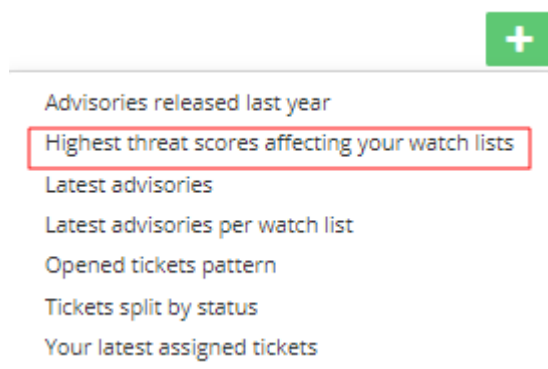 Advisories released last year
Highest threat scores affecting your watch lists
Latest advisories
Latest advisories per watch list
Opened tickets pattern
Tickets split by status
Your latest assigned tickets